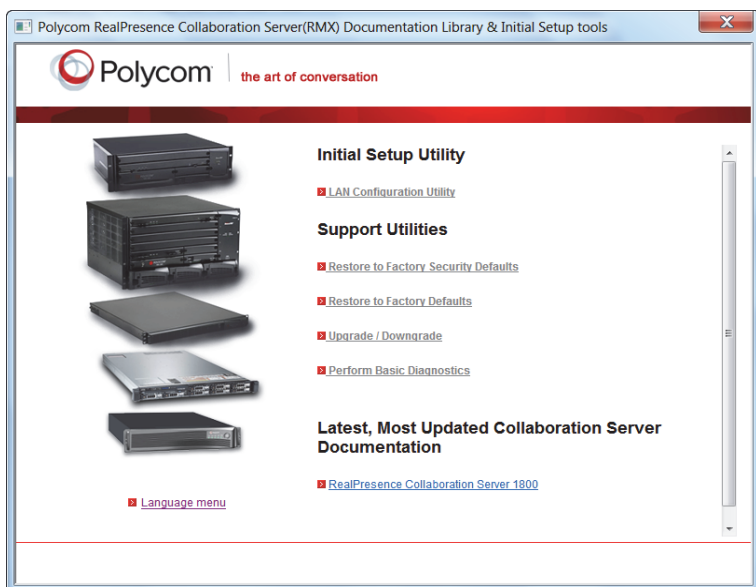 Polycom RealPresence Collaboration Server(RMX) Documentation Library & Initial Setup tools
Polycom
the art of conversation
Initial Setup Utility
LAN Configuration Utility
Support Utilities
Restore to Factory Security Defaults
Restore to Factory Defaults
Upgrade / Downgrade
Perform Basic Diagnostics
Latest, Most Updated Collaboration Server
Documentation
RealPresence Collaboration Server 1800
Language menu